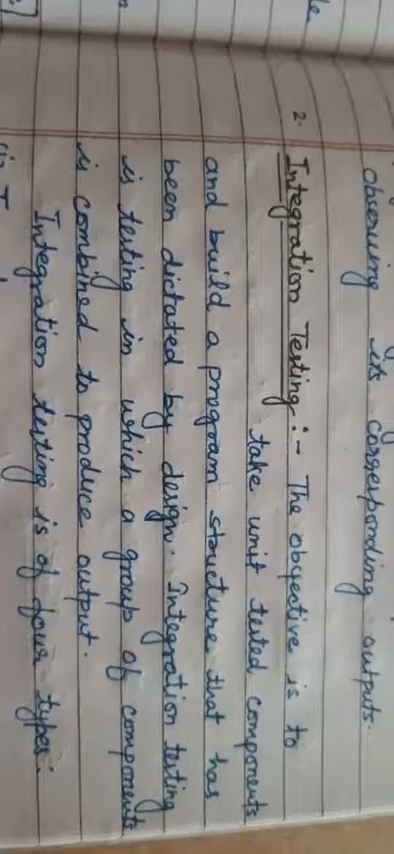 observing its corresponding outputs.
2. Integration Testing :- The objective is to
take unit tested components
and build a program structure that has
been dictated by design. Integration testing
is testing in which a group of components
is combined to produce output.
Integration testing is of four types: